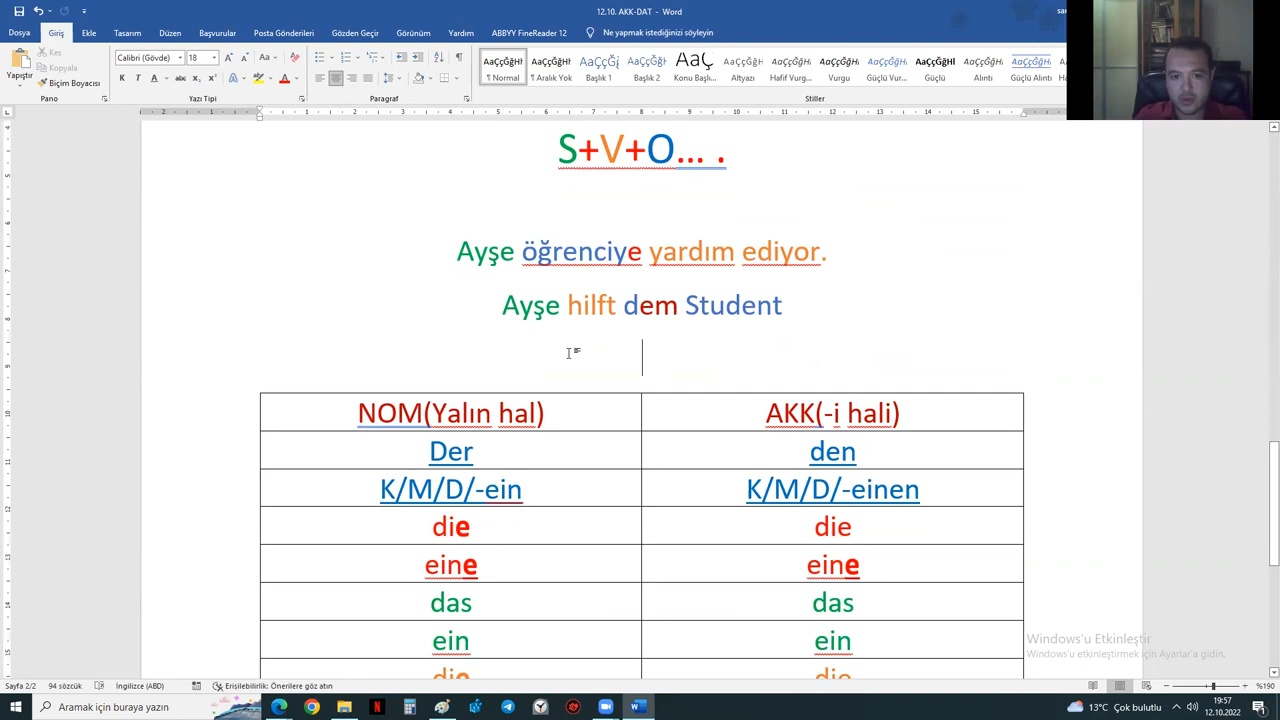 12.10. AKK-DAT - Word
Dosya Giriş Ekle Tasarım Düzen Başvurular Posta Gönderileri Gözden Geçir Görünüm Yardım ABBYY FineReader 12 Ne yapmak istediğinizi söyleyin
Yapıştır
Kes
Kopyala
Biçim Boyacısı
Calibri (Gövde) 18
¶ Normal ¶ Aralık Yok Başlık 1 Başlık 2 Konu Başlı... Altyazı Hafif Vurg... Vurgu Güçlü Vur... Güçlü Alıntı
Pano Yazı Tipi Paragraf Stiller
S+V+O... .
Ayşe öğrenciye yardım ediyor.
Ayşe hilft dem Student
NOM(Yalın hal) AKK(-i hali)
Der den
K/M/D/-ein K/M/D/-einen
die die
eine eine
das das
ein ein
die die
Windows'u Etkinleştir
Windows'u etkinleştirmek için Ayarlar'a gidin.
Sayfa 2/2 94 sözcük İngilizce (ABD) Erişilebilirlik: Önerilere göz atın %190
Aramak için buraya yazın 13°C Çok bulutlu 19:57
12.10.2022